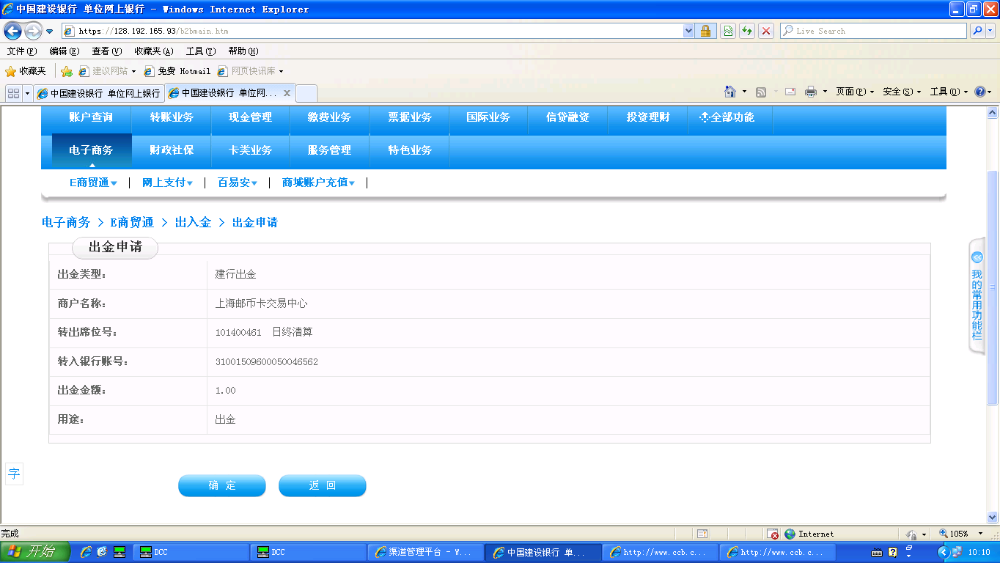 中国建设银行 单位网上银行 - Windows Internet Explorer
https://128.192.165.93/b2bmain.htm
Live Search
文件(F) 编辑(E) 查看(V) 收藏夹(A) 工具(T) 帮助(H)
收藏夹 建议网站 免费 Hotmail 网页快讯库
中国建设银行 单位网上银行 中国建设银行 单位网... 页面(P) 安全(S) 工具(O)
账户查询 转账业务 现金管理 缴费业务 票据业务 国际业务 信贷融资 投资理财 全部功能
电子商务 财政社保 卡类业务 服务管理 特色业务
E商贸通 | 网上支付 | 百易安 | 商城账户充值 |
电子商务 > E商贸通 > 出入金 > 出金申请
出金申请
出金类型: 建行出金
商户名称: 上海邮币卡交易中心
转出席位号: 101400461 日终清算
转入银行账号: 31001509600050046562
出金金额: 1.00
用途: 出金
我的常用功能栏
字
确 定 返 回
完成 Internet 105%
开始 DCC DCC 渠道管理平台 - W... 中国建设银行 单... http://www.ccb.c... http://www.ccb.c... 10:10